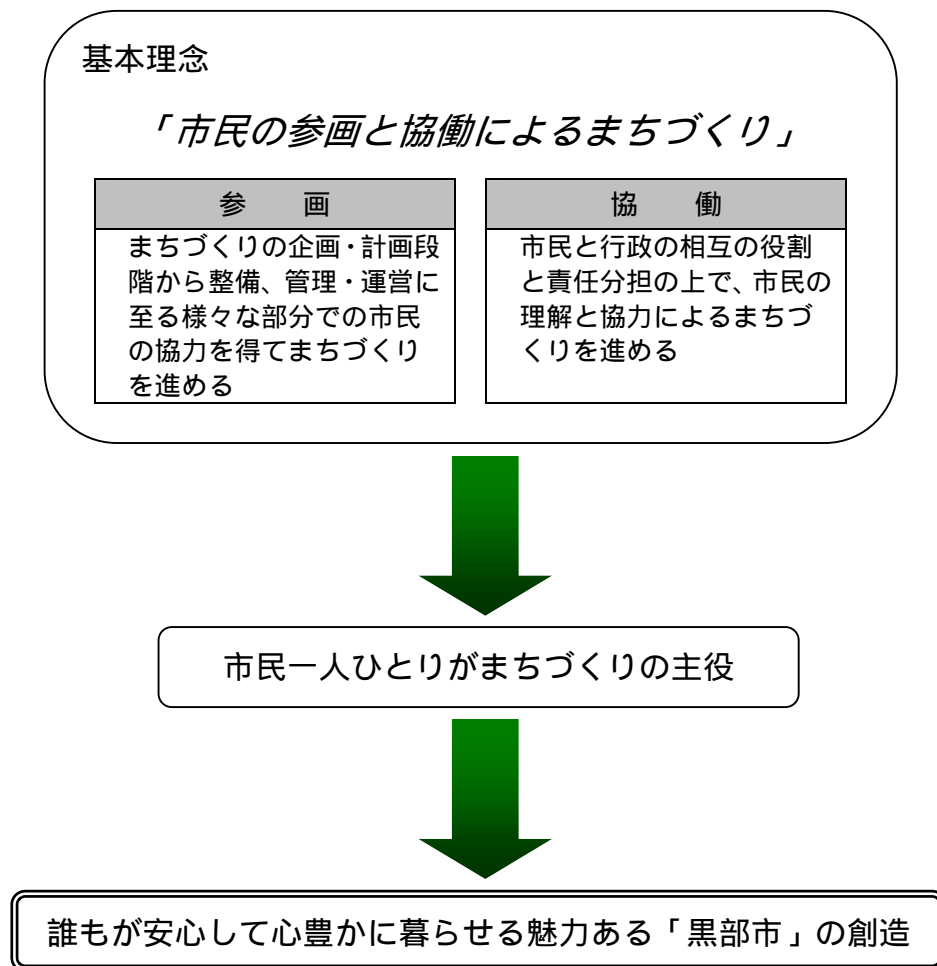 基本理念
「市民の参画と協働によるまちづくり」
参　画
まちづくりの企画・計画段
階から整備、管理・運営に
至る様々な部分での市民
の協力を得てまちづくり
を進める
協　働
市民と行政の相互の役割
と責任分担の上で、市民の
理解と協力によるまちづ
くりを進める
市民一人ひとりがまちづくりの主役
誰もが安心して心豊かに暮らせる魅力ある「黒部市」の創造